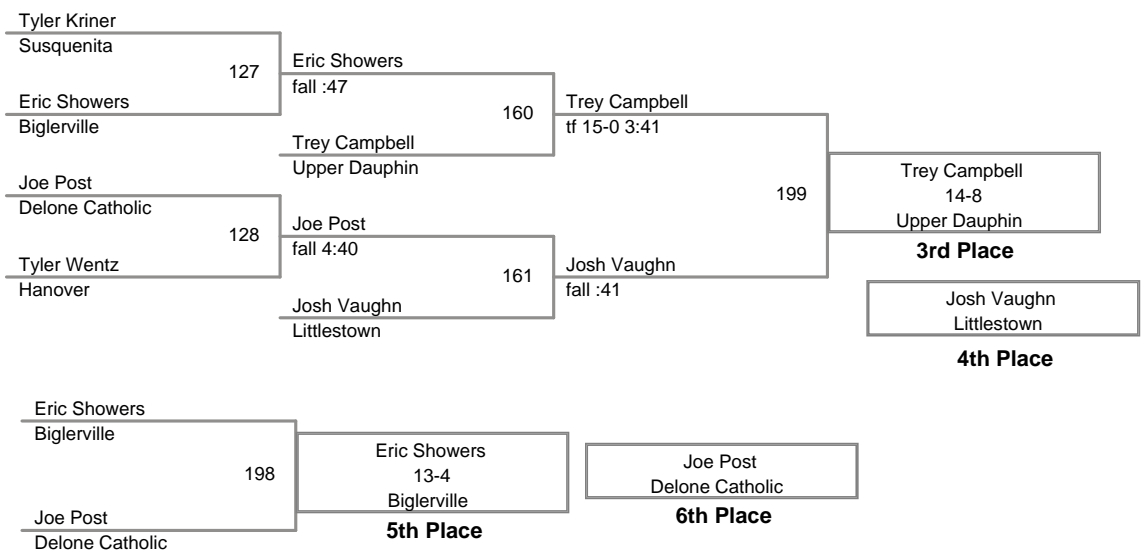 Tyler Kriner
Susquenita
127
Eric Showers
Biglerville
Eric Showers
fall :47
160
Trey Campbell
Upper Dauphin
Joe Post
Delone Catholic
128
Tyler Wentz
Hanover
Joe Post
fall 4:40
161
Josh Vaughn
Littlestown
Trey Campbell
tf 15-0 3:41
199
Josh Vaughn
fall :41
Trey Campbell
14-8
Upper Dauphin
3rd Place
Josh Vaughn
Littlestown
4th Place
Eric Showers
Biglerville
198
Joe Post
Delone Catholic
Eric Showers
13-4
Biglerville
5th Place
Joe Post
Delone Catholic
6th Place